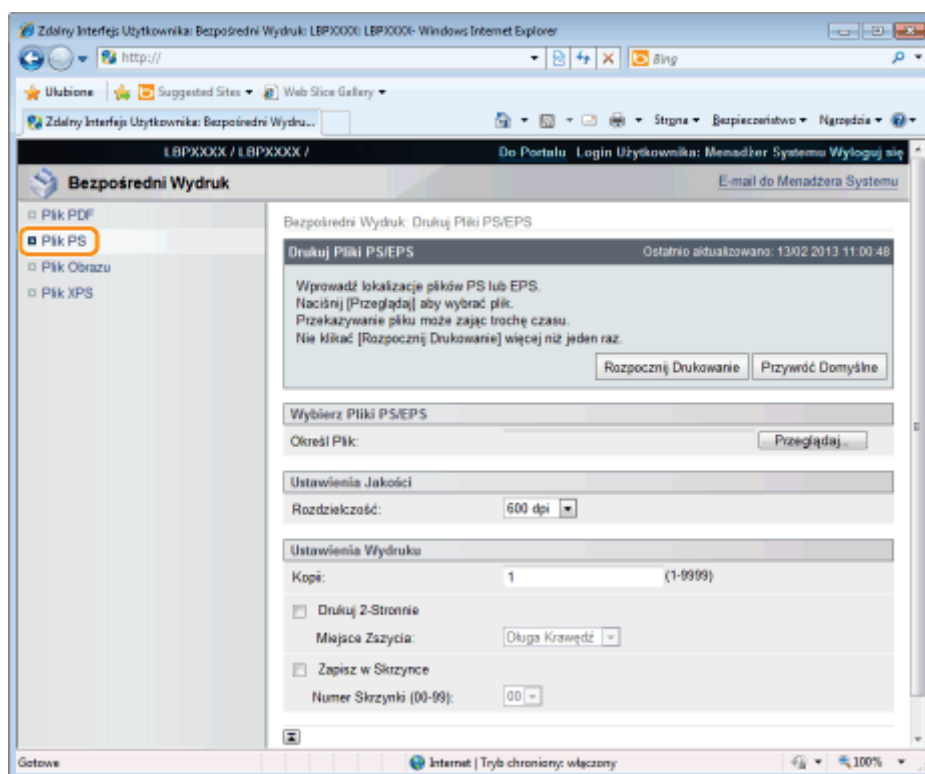 Zdalny Interfejs Użytkownika: Bezpośredni Wydruk: LBPXXXX: LBPXXXX- Windows Internet Explorer
http://
Bing
Ulubione Suggested Sites Web Slice Gallery
Zdalny Interfejs Użytkownika: Bezpośredni Wydru... Strona Bezpieczeństwo Narzędzia
LBPXXXX / LBPXXXX / Do Portalu Login Użytkownika: Menadżer Systemu Wyloguj się
Bezpośredni Wydruk E-mail do Menadżera Systemu
Plik PDF
Plik PS
Plik Obrazu
Plik XPS
Bezpośredni Wydruk: Drukuj Pliki PS/EPS
Drukuj Pliki PS/EPS Ostatnio aktualizowano: 13/02 2013 11:00:48
Wprowadź lokalizacje plików PS lub EPS.
Naciśnij [Przeglądaj] aby wybrać plik.
Przekazywanie pliku może zająć trochę czasu.
Nie klikać [Rozpocznij Drukowanie] więcej niż jeden raz.
Rozpocznij Drukowanie Przywróć Domyślne
Wybierz Pliki PS/EPS
Określ Plik: Przeglądaj...
Ustawienia Jakości
Rozdzielczość: 600 dpi
Ustawienia Wydruku
Kopii: 1 (1-9999)
Drukuj 2-Stronnie
Miejsce Zszycia: Długa Krawędź
Zapisz w Skrzynce
Numer Skrzynki (00-99): 00
Gotowe Internet | Tryb chroniony: włączony 100%